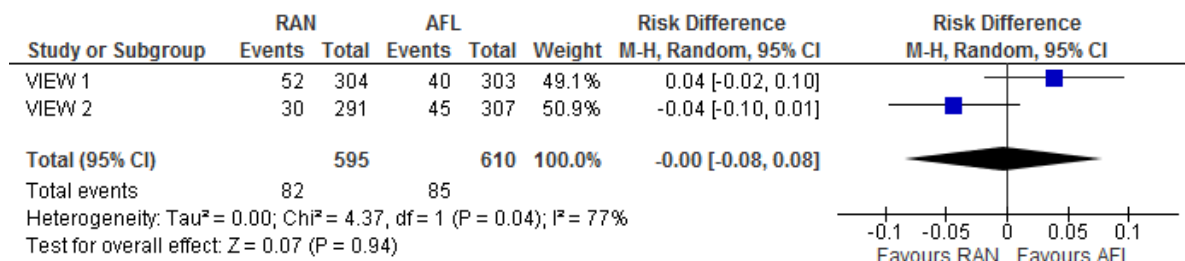 RAN AFL Risk Difference Risk Difference
Study or Subgroup Events Total Events Total Weight M-H, Random, 95% CI M-H, Random, 95% CI
VIEW 1 52 304 40 303 49.1% 0.04 [-0.02, 0.10]
VIEW 2 30 291 45 307 50.9% -0.04 [-0.10, 0.01]
Total (95% CI) 595 610 100.0% -0.00 [-0.08, 0.08]
Total events 82 85
Heterogeneity: Tau² = 0.00; Chi² = 4.37, df = 1 (P = 0.04); I² = 77%
Test for overall effect: Z = 0.07 (P = 0.94)
-0.1 -0.05 0 0.05 0.1
Favours RAN Favours AFL